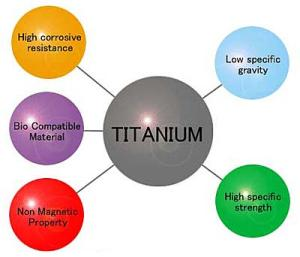 High corrosive
resistance
Low specific
gravity
Bio Compatible
Material
TITANIUM
Non Magnetic
Property
High specific
strength